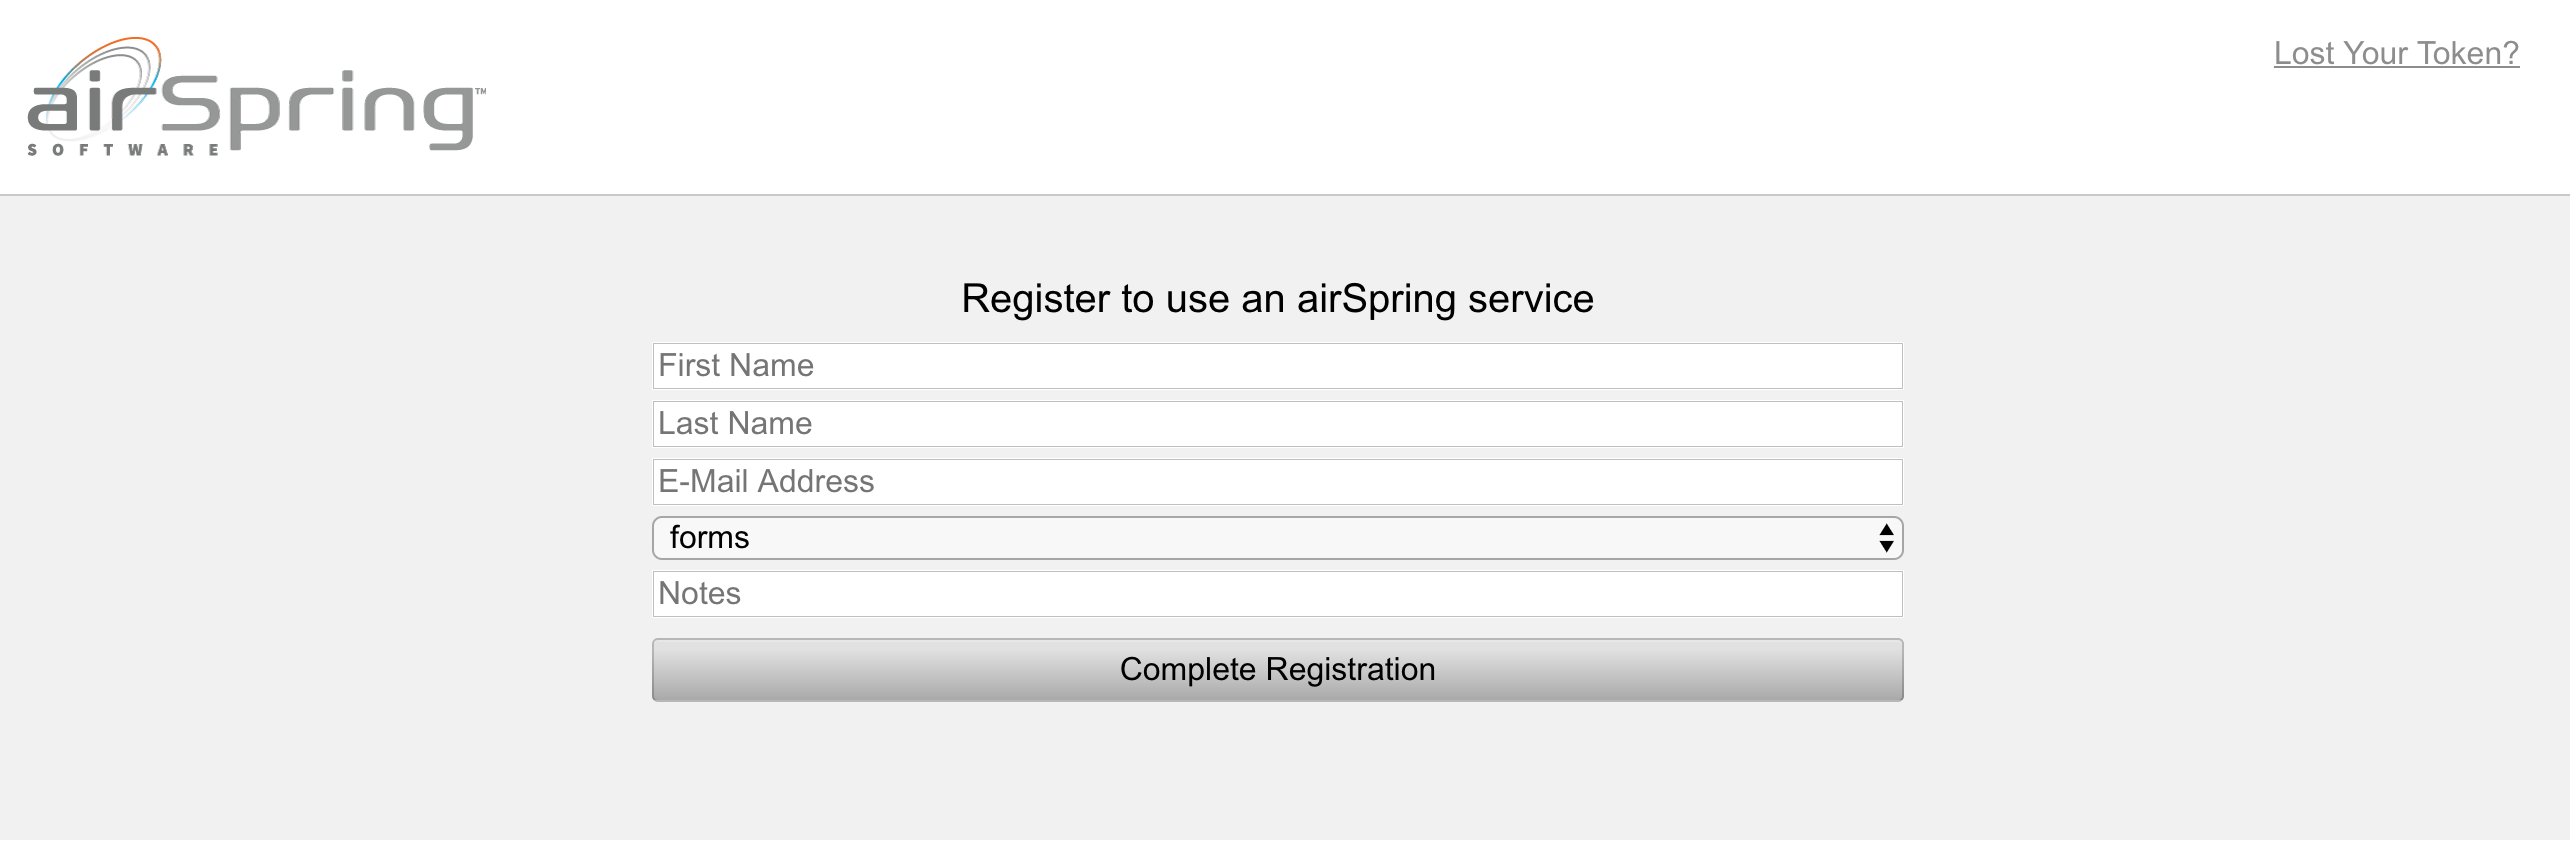 airSpring™
SOFTWARE
Lost Your Token?
Register to use an airSpring service
First Name
Last Name
E-Mail Address
forms
Notes
Complete Registration